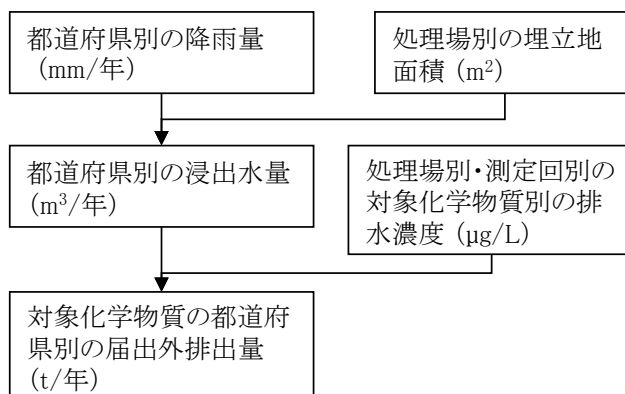 都道府県別の降雨量
(mm/年)
処理場別の埋立地
面積 (m²)
都道府県別の浸出水量
(m³/年)
処理場別・測定回別の
対象化学物質別の排
水濃度 (µg/L)
対象化学物質の都道府
県別の届出外排出量
(t/年)